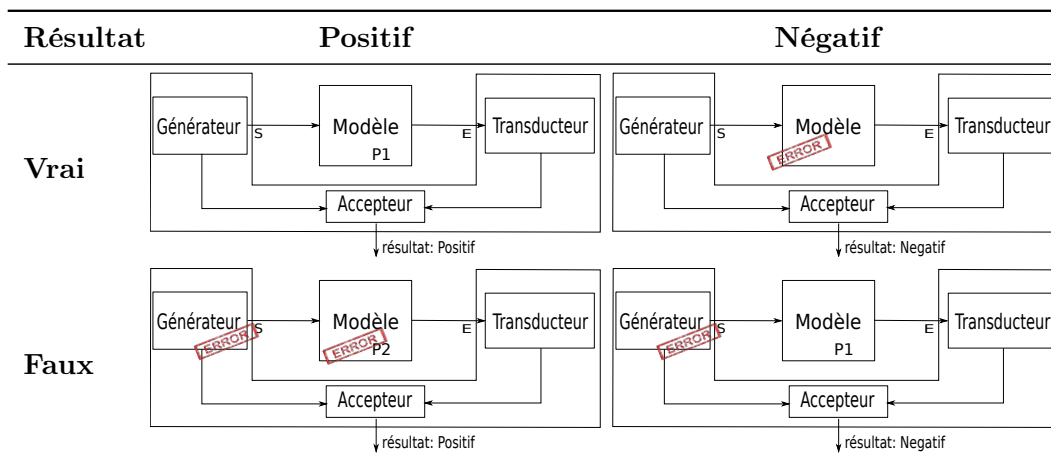 Résultat Positif Négatif
Vrai
Générateur S Modèle P1 E Transducteur
Accepteur
résultat: Positif
Générateur S Modèle ERROR E Transducteur
Accepteur
résultat: Negatif
Faux
Générateur S ERROR Modèle ERROR P2 E Transducteur
Accepteur
résultat: Positif
Générateur S ERROR Modèle P1 E Transducteur
Accepteur
résultat: Negatif